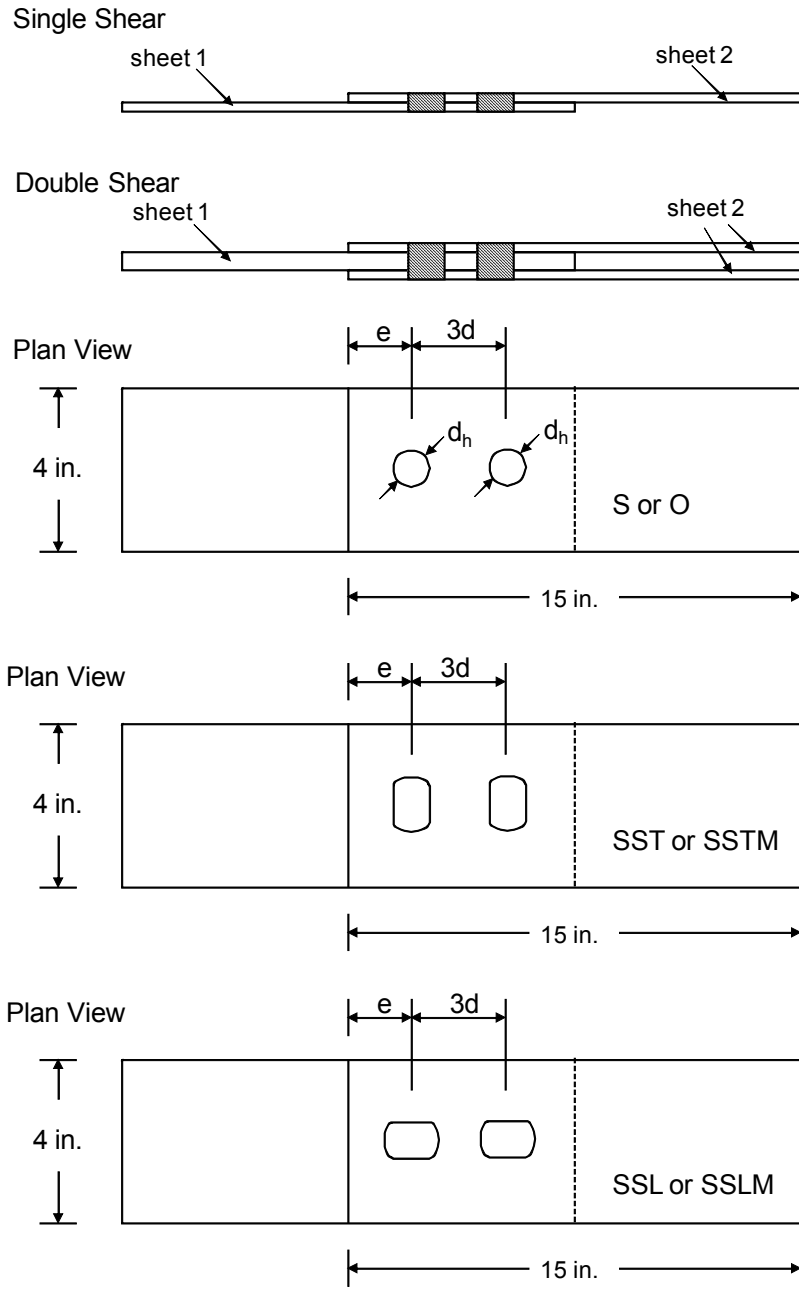 Single Shear
sheet 1
sheet 2
Double Shear
sheet 1
sheet 2
e
3d
Plan View
dₕ
dₕ
4 in.
S or O
15 in.
Plan View
e
3d
4 in.
SST or SSTM
15 in.
Plan View
e
3d
4 in.
SSL or SSLM
15 in.